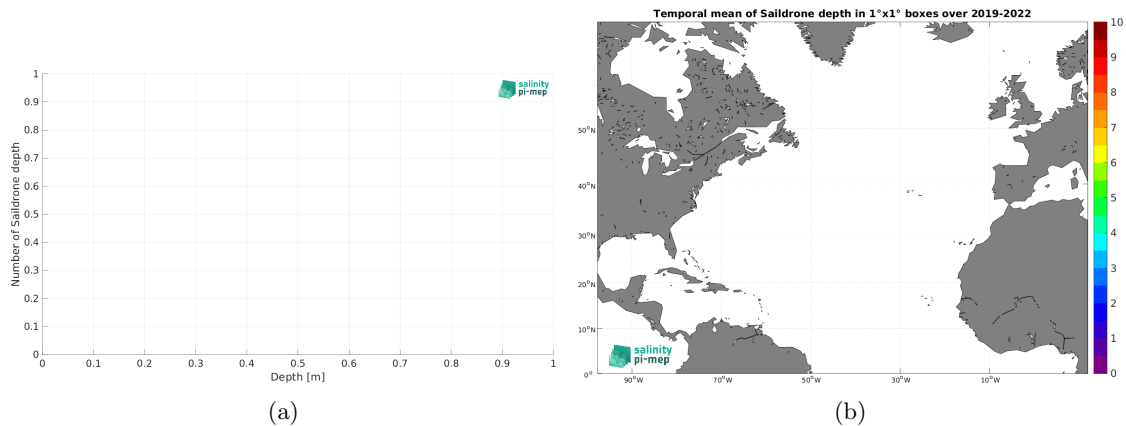 Temporal mean of Saildrone depth in 1°x1° boxes over 2019-2022
1
0.9
0.8
0.7
0.6
0.5
0.4
0.3
0.2
0.1
0
Number of Saildrone depth
0 0.1 0.2 0.3 0.4 0.5 0.6 0.7 0.8 0.9 1
Depth [m]
salinity
pi-mep
(a)
50°N
40°N
30°N
20°N
10°N
0°
90°W 70°W 50°W 30°W 10°W
salinity
pi-mep
10
9
8
7
6
5
4
3
2
1
0
(b)